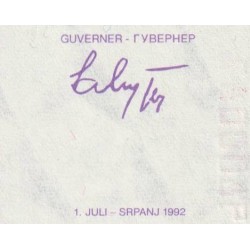 GUVERNER - ГУВЕРНЕР
1. JULI – SRPANJ 1992